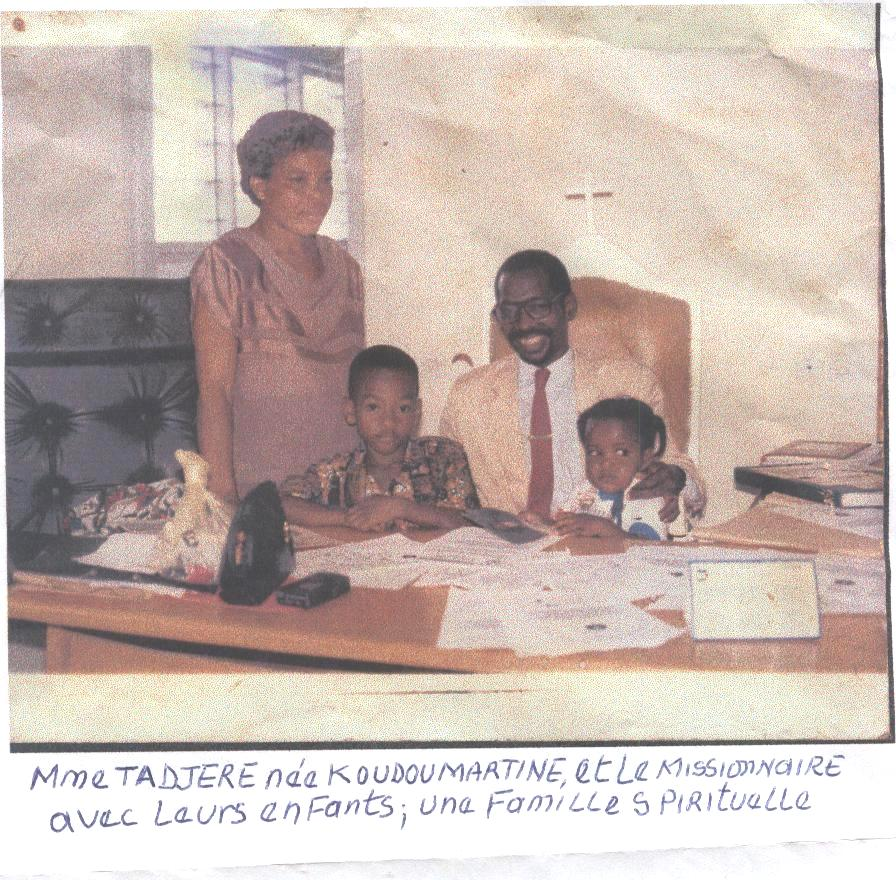 Mme TADJERE née KOUDOUMARTINE, et Le MISSIONNAIRE
avec Leurs enFants; une FamiLLe SPIRITUELLE